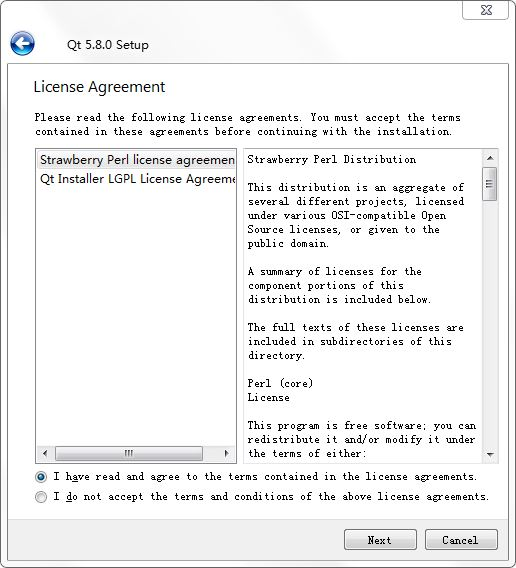 Qt 5.8.0 Setup
License Agreement
Please read the following license agreements. You must accept the terms
contained in these agreements before continuing with the installation.
Strawberry Perl license agreemen
Qt Installer LGPL License Agreeme
Strawberry Perl Distribution
This distribution is an aggregate of
several different projects, licensed
under various OSI-compatible Open
Source licenses, or given to the
public domain.
A summary of licenses for the
component portions of this
distribution is included below.
The full texts of these licenses are
included in subdirectories of this
directory.
Perl (core)
License
This program is free software; you can
redistribute it and/or modify it under
the terms of either:
I have read and agree to the terms contained in the license agreements.
I do not accept the terms and conditions of the above license agreements.
Next
Cancel